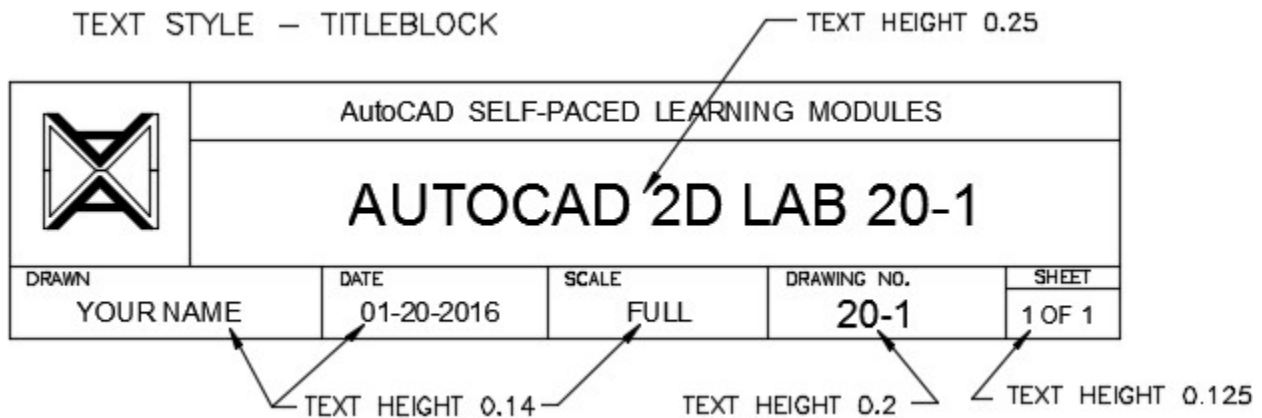 TEXT STYLE – TITLEBLOCK
TEXT HEIGHT 0.25
AutoCAD SELF-PACED LEARNING MODULES
AUTOCAD 2D LAB 20-1
DRAWN
YOUR NAME
DATE
01-20-2016
SCALE
FULL
DRAWING NO.
20-1
SHEET
1 OF 1
TEXT HEIGHT 0.14
TEXT HEIGHT 0.2
TEXT HEIGHT 0.125